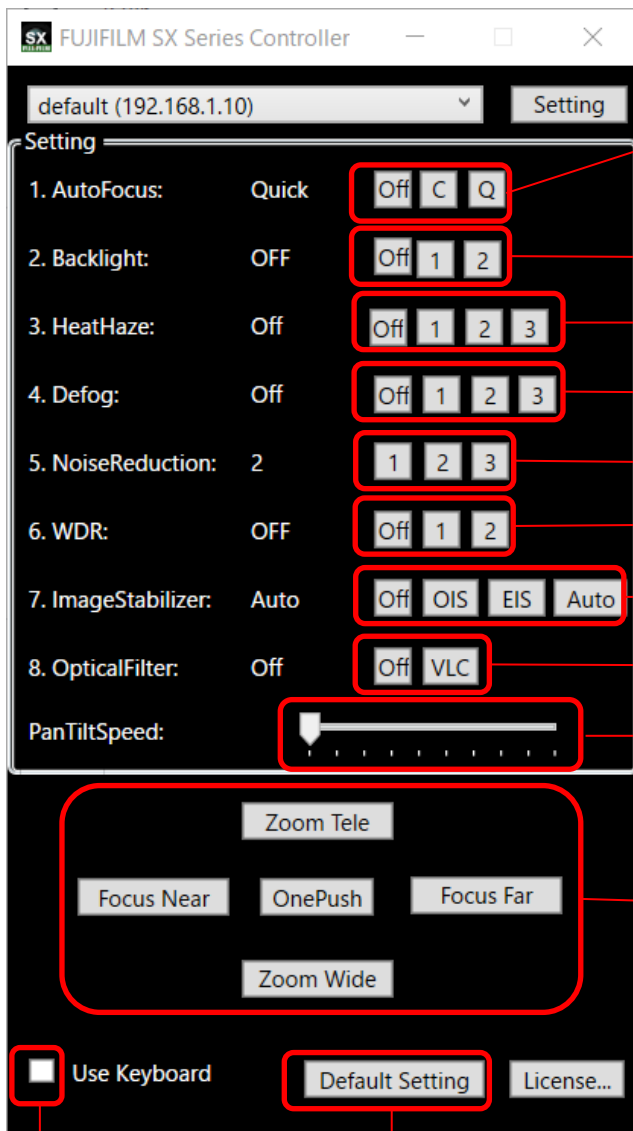 SX FUJIFILM SX Series Controller
default (192.168.1.10) Setting
Setting
1. AutoFocus: Quick Off C Q
2. Backlight: OFF Off 1 2
3. HeatHaze: Off Off 1 2 3
4. Defog: Off Off 1 2 3
5. NoiseReduction: 2 1 2 3
6. WDR: OFF Off 1 2
7. ImageStabilizer: Auto Off OIS EIS Auto
8. OpticalFilter: Off Off VLC
PanTiltSpeed:
Zoom Tele
Focus Near OnePush Focus Far
Zoom Wide
Use Keyboard Default Setting License...